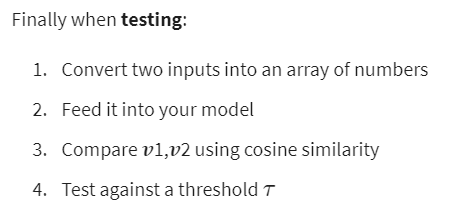 Finally when testing:
1. Convert two inputs into an array of numbers
2. Feed it into your model
3. Compare v1,v2 using cosine similarity
4. Test against a threshold τ